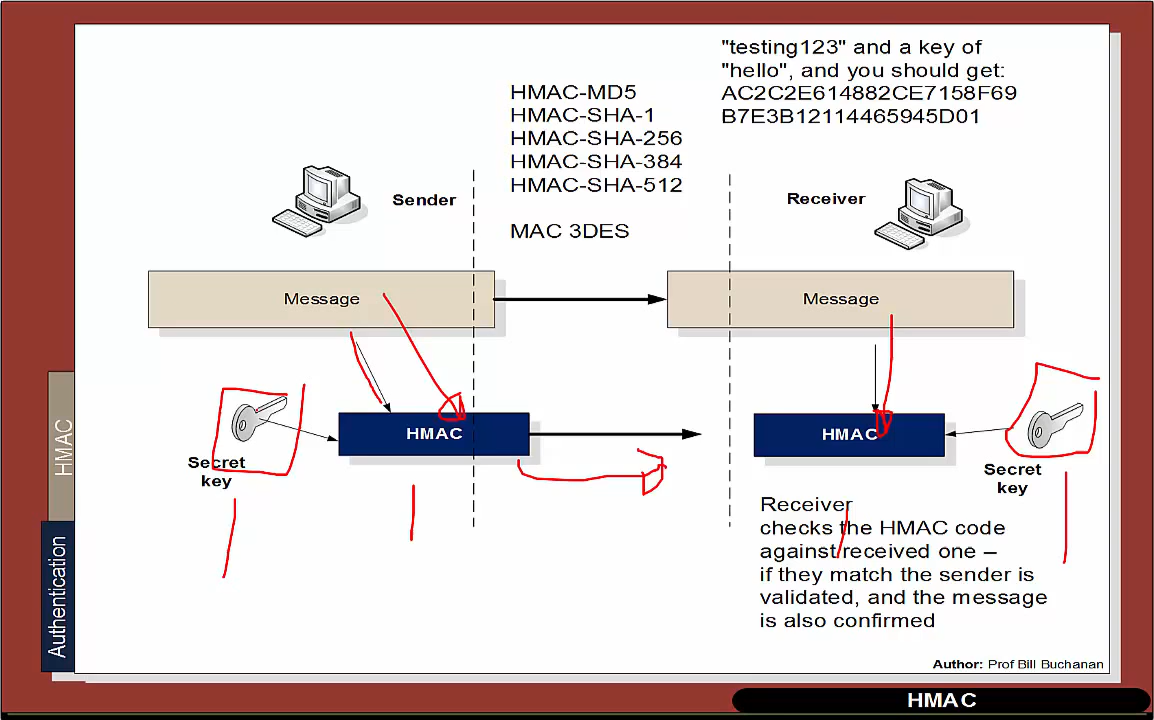 "testing123" and a key of
"hello", and you should get:
AC2C2E614882CE7158F69
B7E3B12114465945D01
HMAC-MD5
HMAC-SHA-1
HMAC-SHA-256
HMAC-SHA-384
HMAC-SHA-512
MAC 3DES
Sender
Receiver
Message
Message
HMAC
HMAC
Secret
key
Secret
key
Receiver
checks the HMAC code
against received one –
if they match the sender is
validated, and the message
is also confirmed
HMAC
Authentication
Author: Prof Bill Buchanan
HMAC